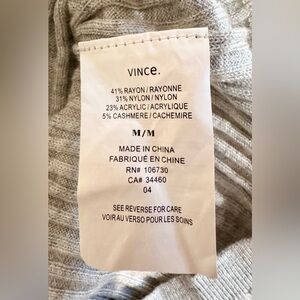 VINCE.
41% RAYON / RAYONNE
31% NYLON / NYLON
23% ACRYLIC / ACRYLIQUE
5% CASHMERE / CACHEMIRE
M / M
MADE IN CHINA
FABRIQUÉ EN CHINE
RN# 106730
CA# 34460
04
SEE REVERSE FOR CARE
VOIR AU VERSO POUR LES SOINS